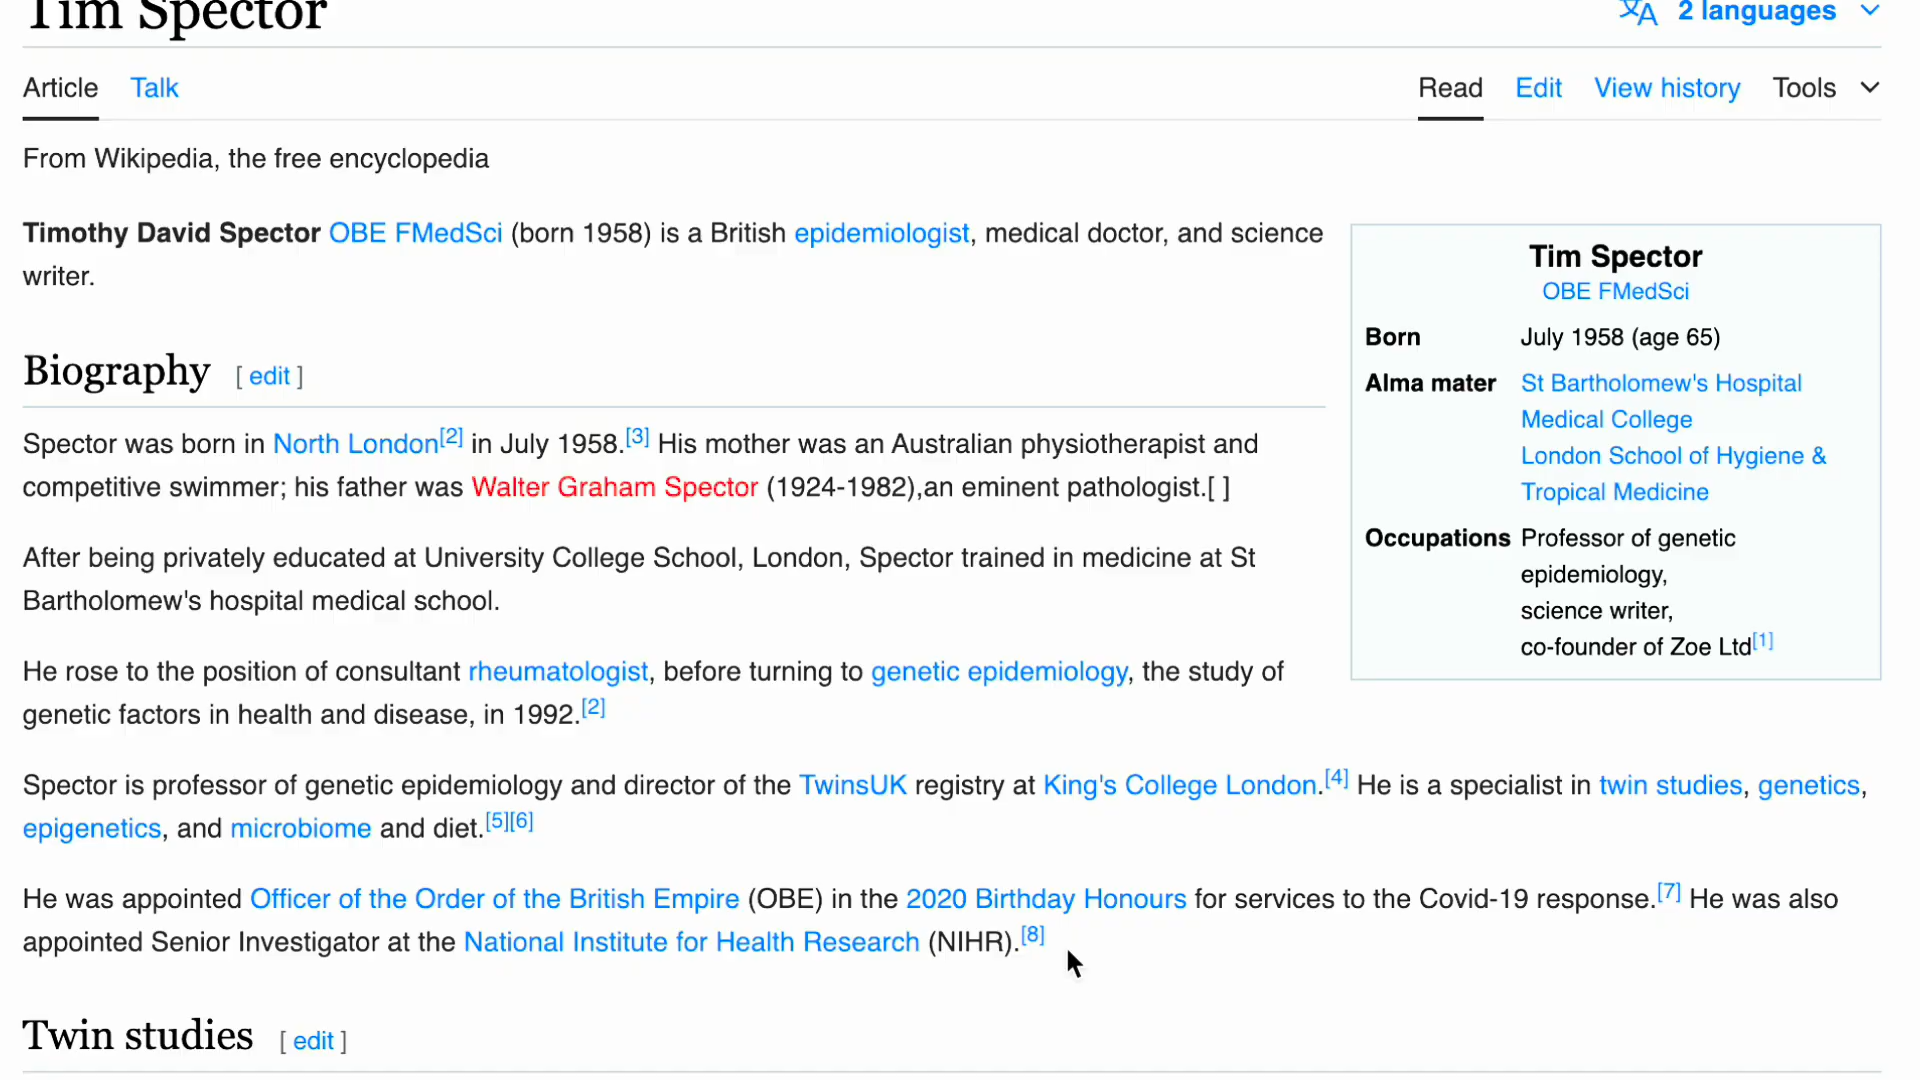 Tim Spector
2 languages
Article Talk
Read Edit View history Tools
From Wikipedia, the free encyclopedia
Timothy David Spector OBE FMedSci (born 1958) is a British epidemiologist, medical doctor, and science
writer.
Tim Spector
OBE FMedSci
Born July 1958 (age 65)
Alma mater St Bartholomew's Hospital
Medical College
London School of Hygiene &
Tropical Medicine
Occupations Professor of genetic
epidemiology,
science writer,
co-founder of Zoe Ltd[1]
Biography [ edit ]
Spector was born in North London[2] in July 1958.[3] His mother was an Australian physiotherapist and
competitive swimmer; his father was Walter Graham Spector (1924-1982),an eminent pathologist.[ ]
After being privately educated at University College School, London, Spector trained in medicine at St
Bartholomew's hospital medical school.
He rose to the position of consultant rheumatologist, before turning to genetic epidemiology, the study of
genetic factors in health and disease, in 1992.[2]
Spector is professor of genetic epidemiology and director of the TwinsUK registry at King's College London.[4] He is a specialist in twin studies, genetics,
epigenetics, and microbiome and diet.[5][6]
He was appointed Officer of the Order of the British Empire (OBE) in the 2020 Birthday Honours for services to the Covid-19 response.[7] He was also
appointed Senior Investigator at the National Institute for Health Research (NIHR).[8]
Twin studies [ edit ]